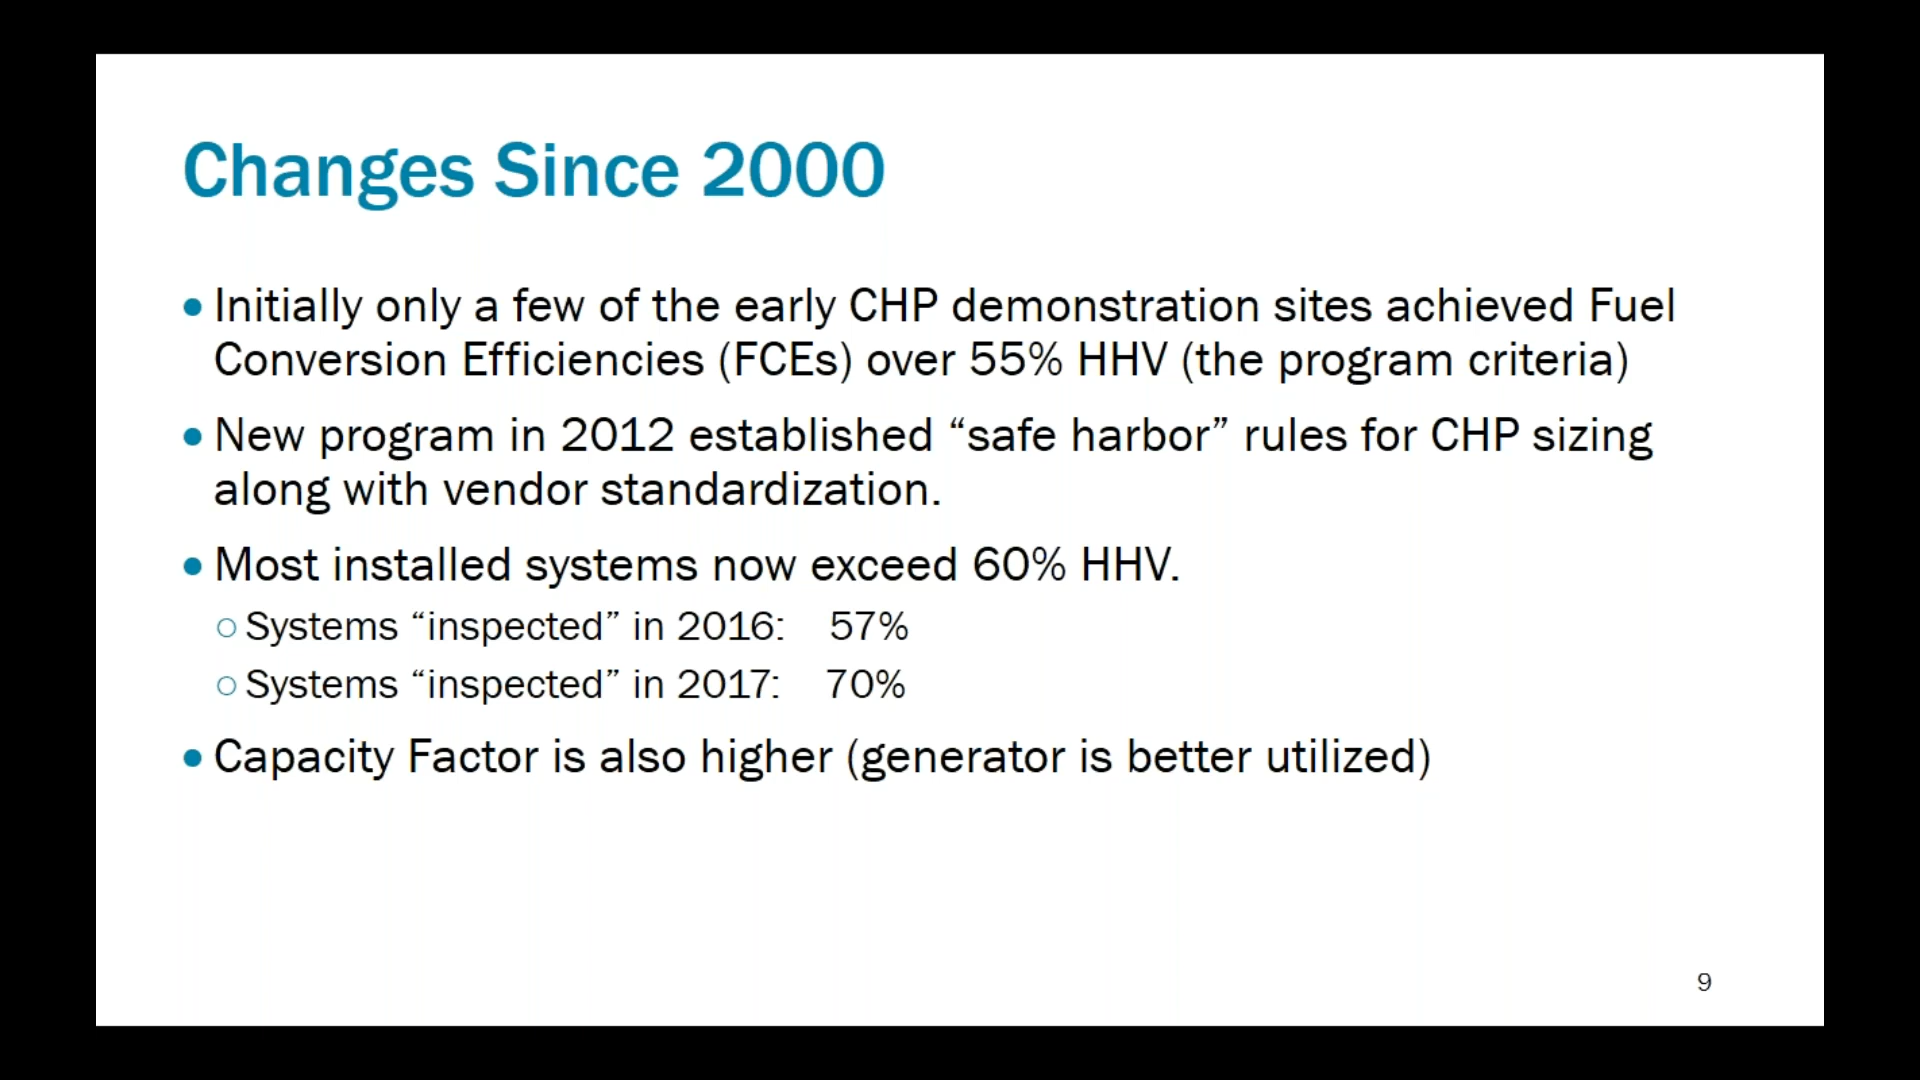 Changes Since 2000
• Initially only a few of the early CHP demonstration sites achieved Fuel
Conversion Efficiencies (FCEs) over 55% HHV (the program criteria)
• New program in 2012 established “safe harbor” rules for CHP sizing
along with vendor standardization.
• Most installed systems now exceed 60% HHV.
○ Systems “inspected” in 2016: 57%
○ Systems “inspected” in 2017: 70%
• Capacity Factor is also higher (generator is better utilized)
9